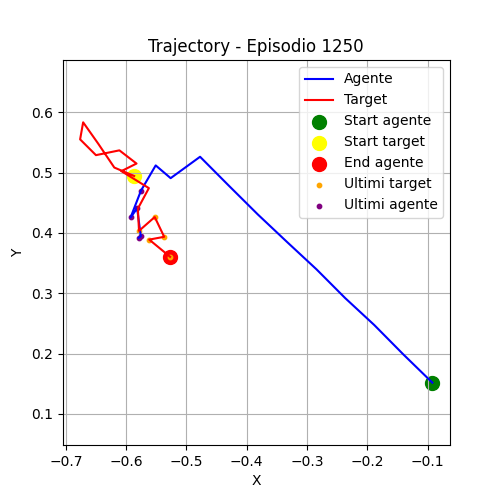 Trajectory - Episodio 1250
Agente
Target
Start agente
Start target
End agente
Ultimi target
Ultimi agente
0.6
0.5
0.4
0.3
0.2
0.1
Y
−0.7 −0.6 −0.5 −0.4 −0.3 −0.2 −0.1
X